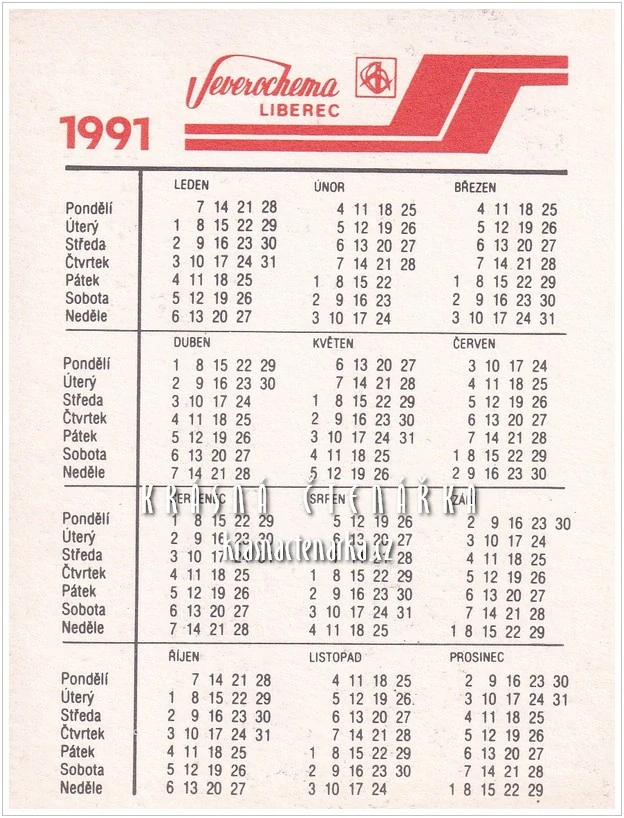 Severochema
LIBEREC
1991
LEDEN ÚNOR BŘEZEN
Pondělí 7 14 21 28 4 11 18 25 4 11 18 25
Úterý 1 8 15 22 29 5 12 19 26 5 12 19 26
Středa 2 9 16 23 30 6 13 20 27 6 13 20 27
Čtvrtek 3 10 17 24 31 7 14 21 28 7 14 21 28
Pátek 4 11 18 25 1 8 15 22 1 8 15 22 29
Sobota 5 12 19 26 2 9 16 23 2 9 16 23 30
Neděle 6 13 20 27 3 10 17 24 3 10 17 24 31
DUBEN KVĚTEN ČERVEN
Pondělí 1 8 15 22 29 6 13 20 27 3 10 17 24
Úterý 2 9 16 23 30 7 14 21 28 4 11 18 25
Středa 3 10 17 24 1 8 15 22 29 5 12 19 26
Čtvrtek 4 11 18 25 2 9 16 23 30 6 13 20 27
Pátek 5 12 19 26 3 10 17 24 31 7 14 21 28
Sobota 6 13 20 27 4 11 18 25 1 8 15 22 29
Neděle 7 14 21 28 5 12 19 26 2 9 16 23 30
KRÁSNÁ ČTENÁŘKA
ČERVENEC SRPEN ZÁŘÍ
Pondělí 1 8 15 22 29 5 12 19 26 2 9 16 23 30
Úterý 2 9 16 23 30 13 20 27 3 10 17 24
krasnactenarka.cz
Středa 3 10 17 28 4 11 18 25
Čtvrtek 4 11 18 25 1 8 15 22 29 5 12 19 26
Pátek 5 12 19 26 2 9 16 23 30 6 13 20 27
Sobota 6 13 20 27 3 10 17 24 31 7 14 21 28
Neděle 7 14 21 28 4 11 18 25 1 8 15 22 29
ŘÍJEN LISTOPAD PROSINEC
Pondělí 7 14 21 28 4 11 18 25 2 9 16 23 30
Úterý 1 8 15 22 29 5 12 19 26 3 10 17 24 31
Středa 2 9 16 23 30 6 13 20 27 4 11 18 25
Čtvrtek 3 10 17 24 31 7 14 21 28 5 12 19 26
Pátek 4 11 18 25 1 8 15 22 29 6 13 20 27
Sobota 5 12 19 26 2 9 16 23 30 7 14 21 28
Neděle 6 13 20 27 3 10 17 24 1 8 15 22 29